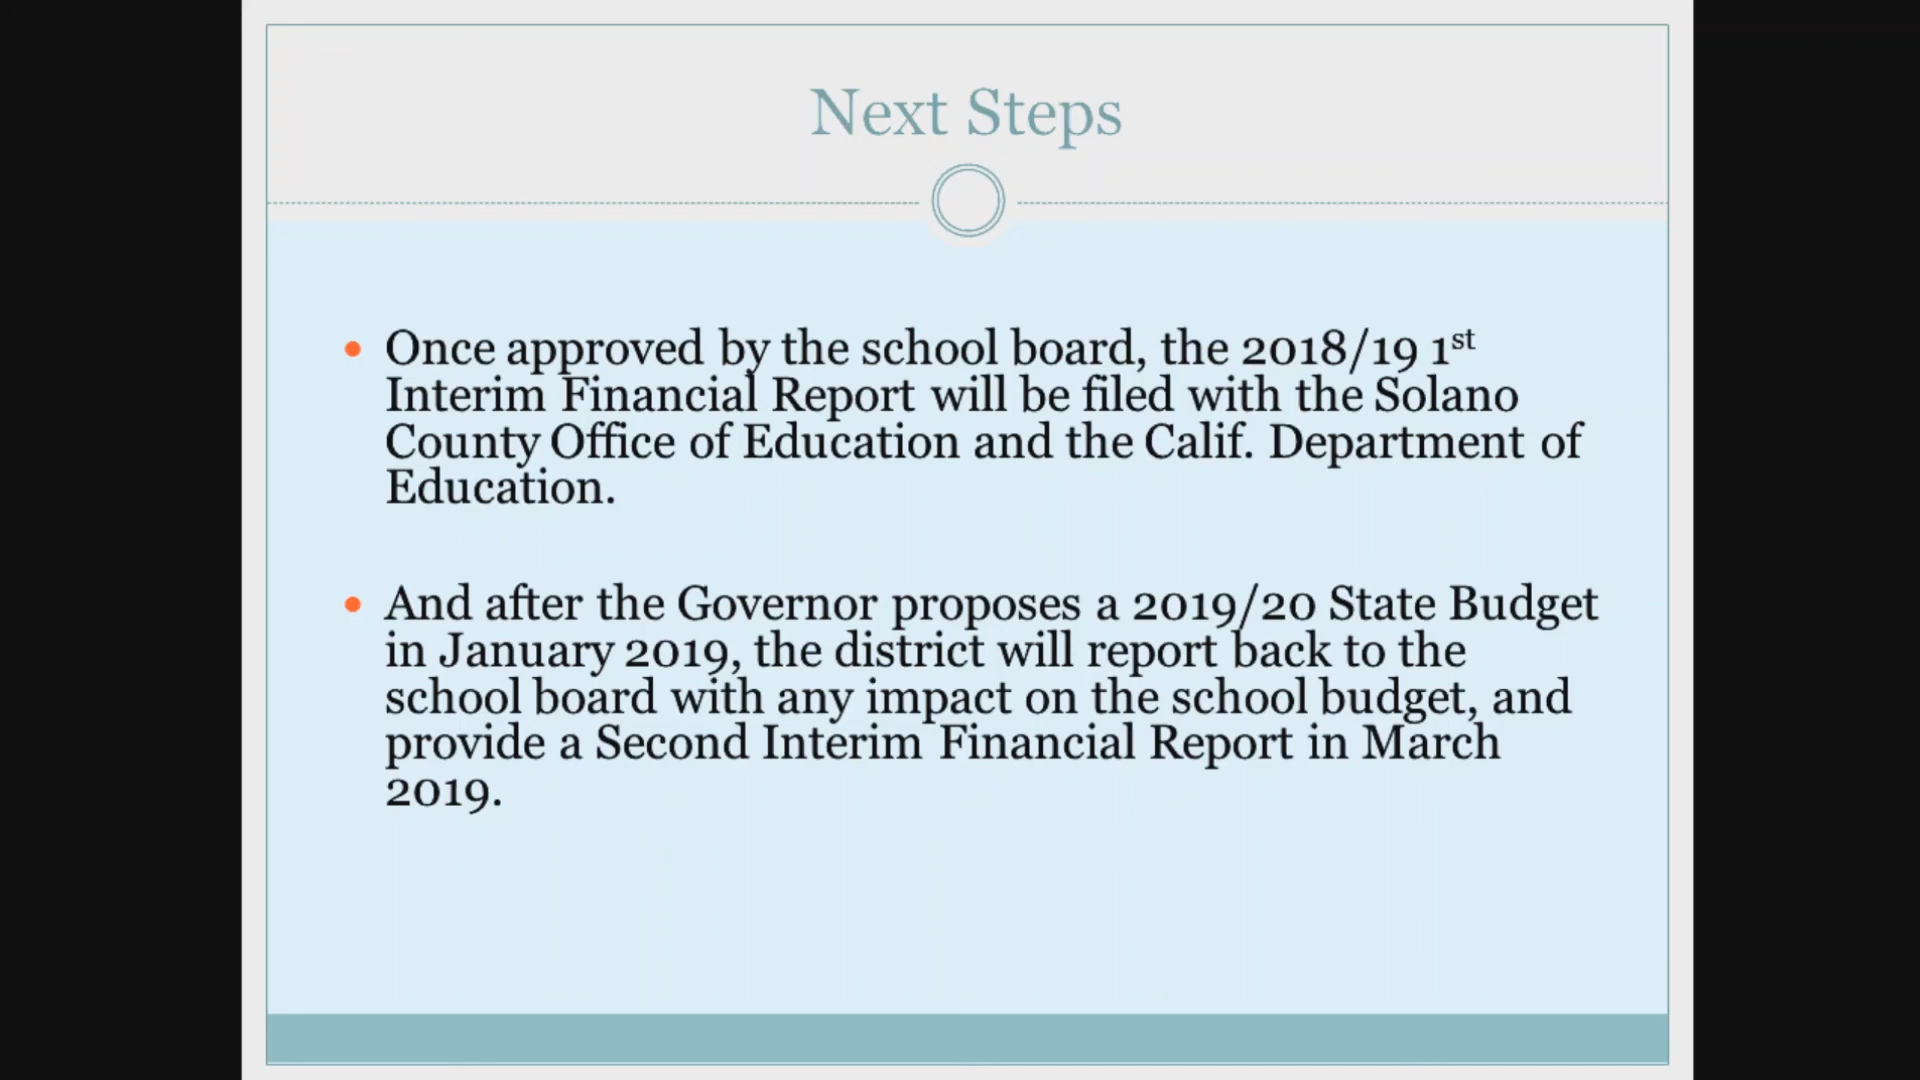 Next Steps
• Once approved by the school board, the 2018/19 1st
Interim Financial Report will be filed with the Solano
County Office of Education and the Calif. Department of
Education.
• And after the Governor proposes a 2019/20 State Budget
in January 2019, the district will report back to the
school board with any impact on the school budget, and
provide a Second Interim Financial Report in March
2019.